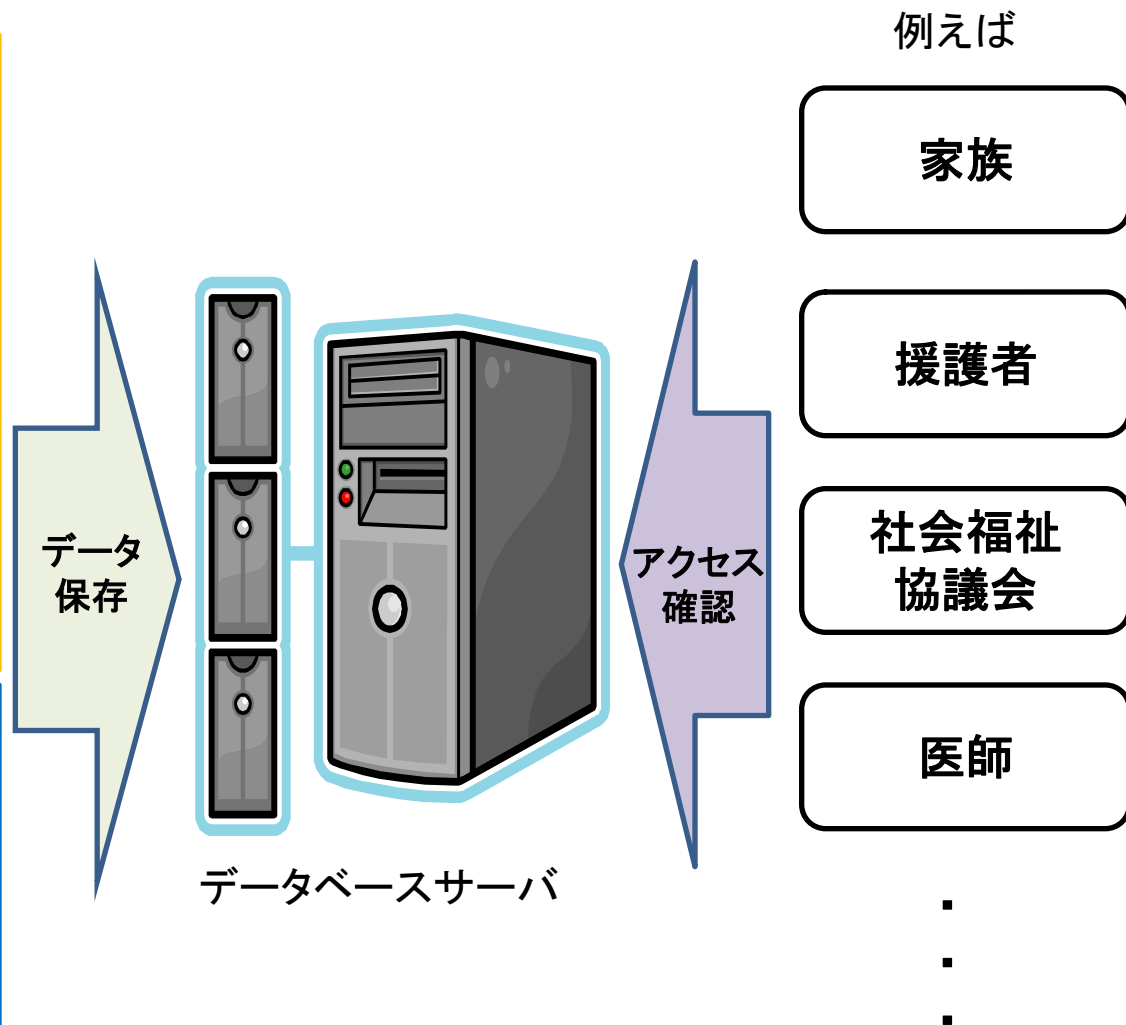 例えば
家族
援護者
社会福祉
協議会
医師
データ
保存
アクセス
確認
データベースサーバ
・
・
・